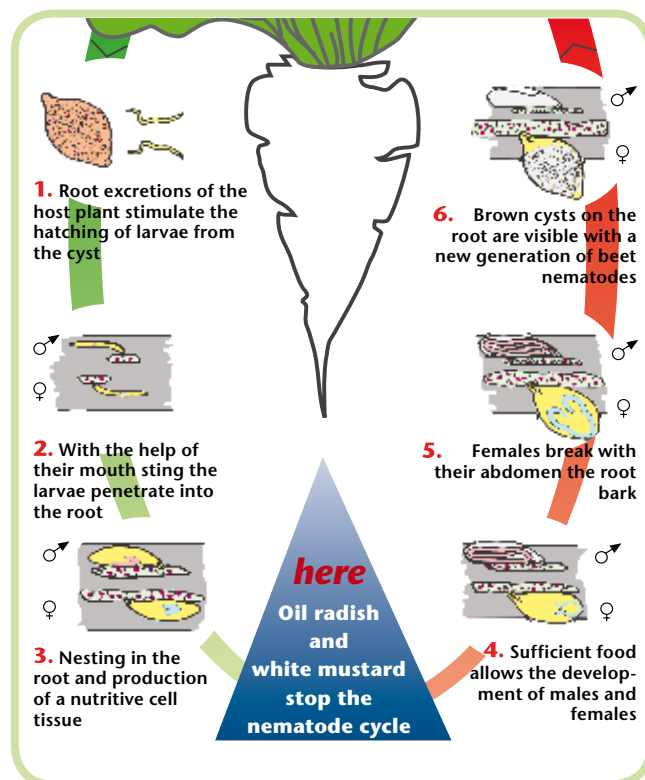 1. Root excretions of the
host plant stimulate the
hatching of larvae from
the cyst
♂
♀
2. With the help of
their mouth sting the
larvae penetrate into
the root
♂
♀
3. Nesting in the
root and production
of a nutritive cell
tissue
here
Oil radish
and
white mustard
stop the
nematode cycle
♂
♀
4. Sufficient food
allows the develop-
ment of males and
females
♂
♀
5. Females break with
their abdomen the root
bark
♂
♀
6. Brown cysts on the
root are visible with a
new generation of beet
nematodes